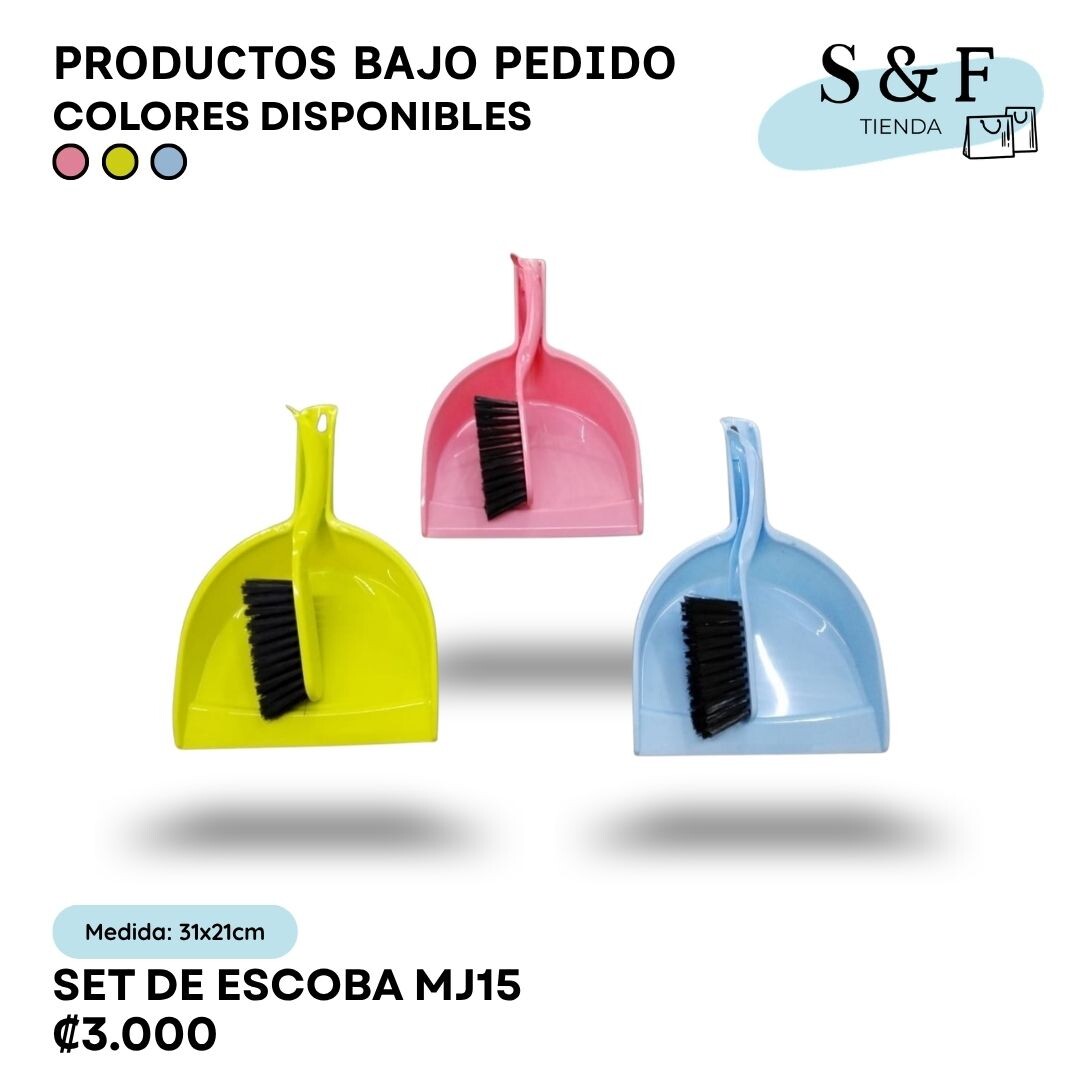 PRODUCTOS BAJO PEDIDO
COLORES DISPONIBLES
S & F
TIENDA
Medida: 31x21cm
SET DE ESCOBA MJ15
₡3.000